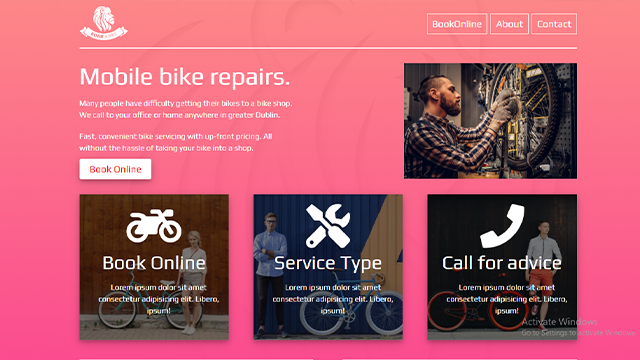 BookOnline
About
Contact
Mobile bike repairs.
Many people have difficulty getting their bikes to a bike shop.
We call to your office or home anywhere in greater Dublin.
Fast, convenient bike servicing with up-front pricing. All
without the hassle of taking your bike into a shop.
Book Online
Book Online
Lorem ipsum dolor sit amet
consectetur adipisicing elit. Libero,
ipsum!
Service Type
Lorem ipsum dolor sit amet
consectetur adipisicing elit. Libero,
ipsum!
Call for advice
Lorem ipsum dolor sit amet
consectetur adipisicing elit. Libero,
ipsum!
Activate Windows
Go to Settings to activate Windows.